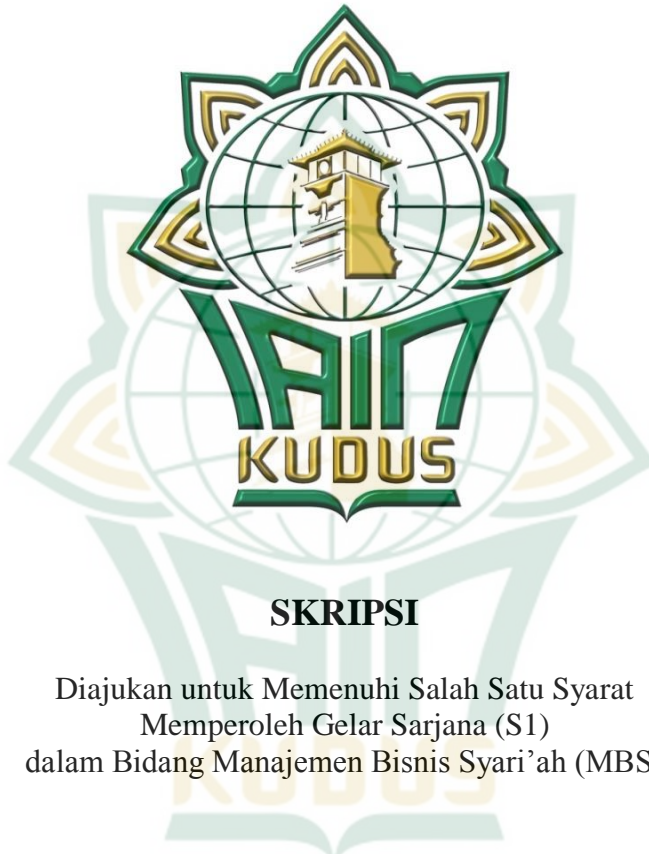 IAIN
KUDUS
SKRIPSI
Diajukan untuk Memenuhi Salah Satu Syarat
Memperoleh Gelar Sarjana (S1)
dalam Bidang Manajemen Bisnis Syari’ah (MBS
KUDUS